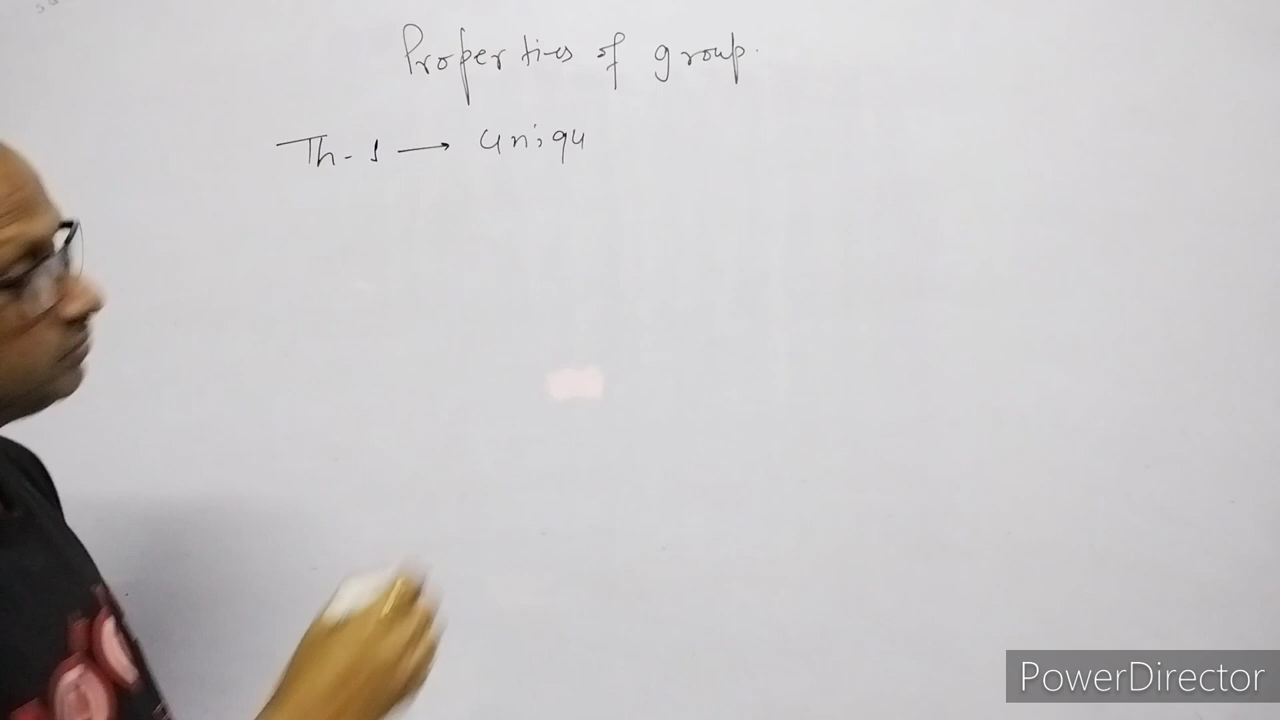 Properties of group.
Th-1 → uniqu
PowerDirector